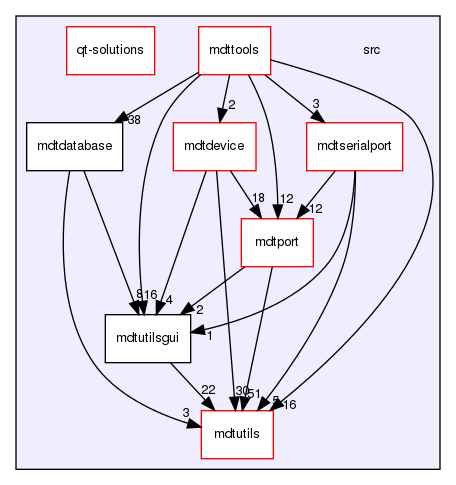 qt-solutions
mdttools
src
2
3
38
mdtdatabase
mdtdevice
mdtserialport
18
12
12
mdtport
8
16
4
2
1
mdtutilsgui
22
30
51
5
16
3
mdtutils